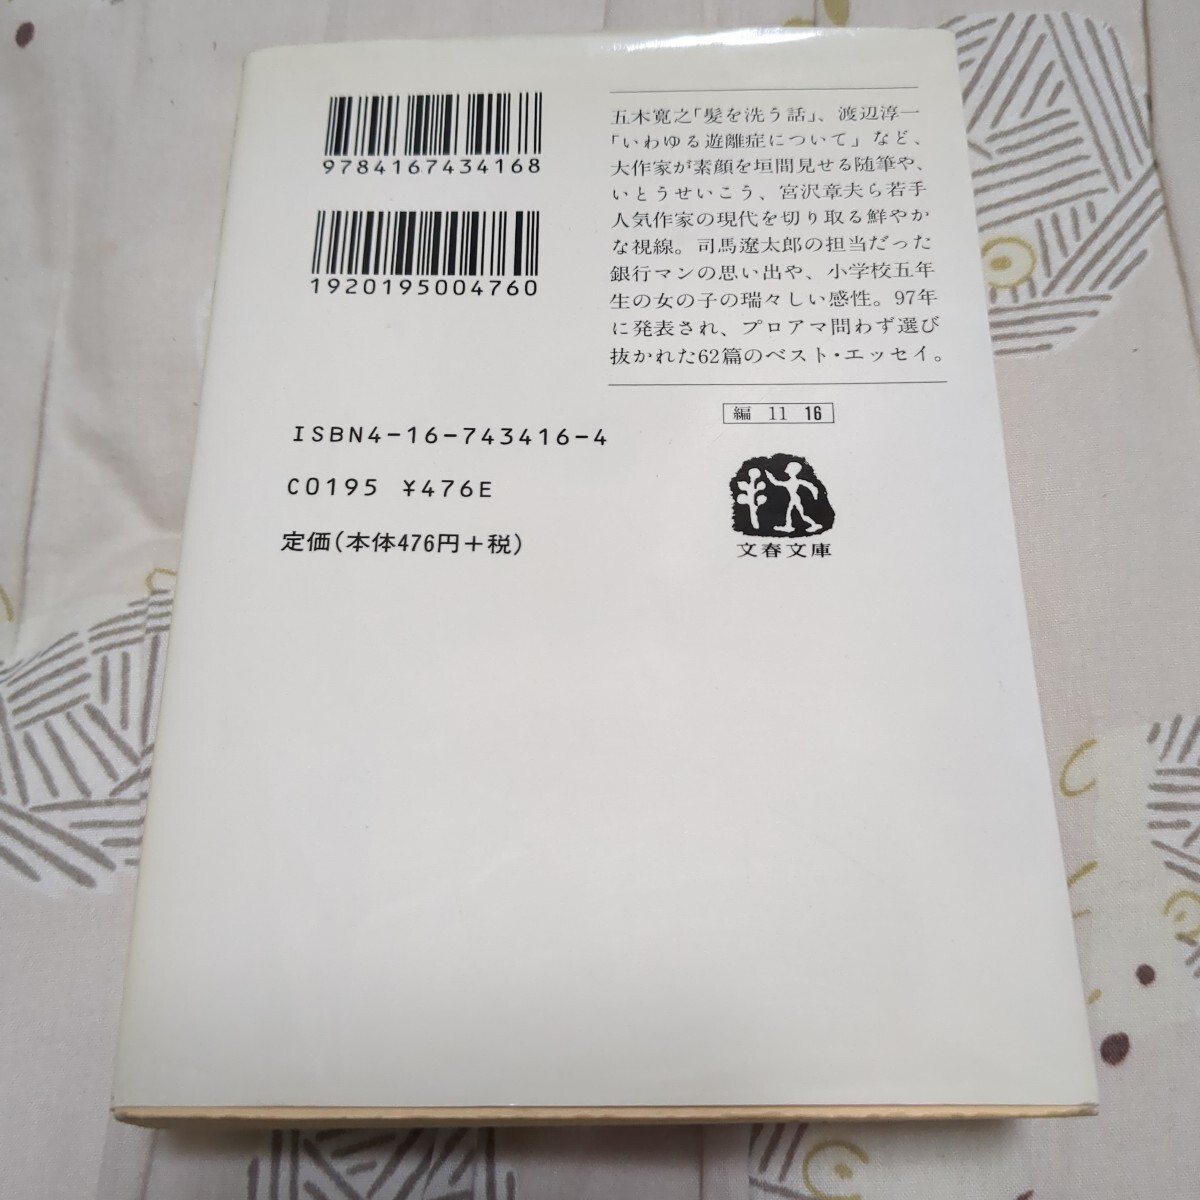 9784167434168
1920195004760
ISBN4-16-743416-4
C0195 ¥476E
定価(本体476円+税)
五木寛之「髪を洗う話」、渡辺淳一
「いわゆる遊離症について」など、
大作家が素顔を垣間見せる随筆や、
いとうせいこう、宮沢章夫ら若手
人気作家の現代を切り取る鮮やか
な視線。司馬遼太郎の担当だった
銀行マンの思い出や、小学校五年
生の女の子の瑞々しい感性。97年
に発表され、プロアマ問わず選び
抜かれた62篇のベスト・エッセイ。
編 11 16
文春文庫